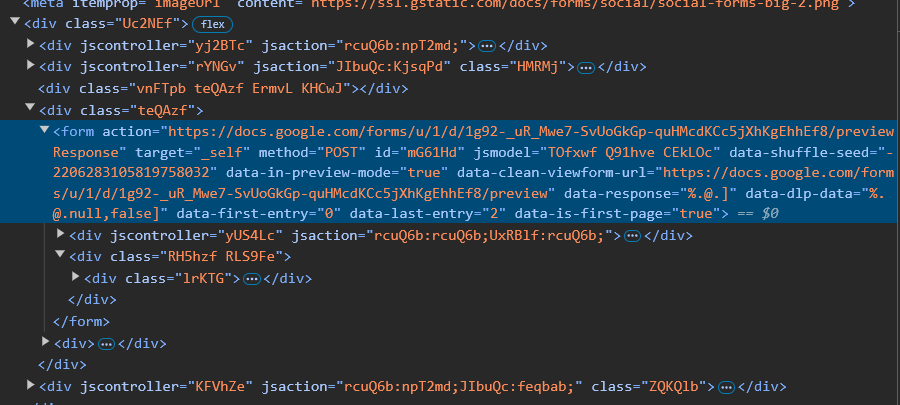 <meta itemprop="imageUrl" content="https://ssl.gstatic.com/docs/forms/social/social-forms-big-2.png">
<div class="Uc2NEf"> flex
<div jscontroller="yj2BTc" jsaction="rcuQ6b:npT2md;">…</div>
<div jscontroller="rYNGv" jsaction="JIbuQc:KjsqPd" class="HMRMj">…</div>
<div class="vnFTpb teQAzf ErmvL KHCwJ"></div>
<div class="teQAzf">
<form action="https://docs.google.com/forms/u/1/d/1g92-_uR_Mwe7-SvUoGkGp-quHMcdKCc5jXhKgEhhEf8/preview
Response" target="_self" method="POST" id="mG61Hd" jsmodel="TOfxwf Q91hve CEkLOc" data-shuffle-seed="-
2206283105819758032" data-in-preview-mode="true" data-clean-viewform-url="https://docs.google.com/form
s/u/1/d/1g92-_uR_Mwe7-SvUoGkGp-quHMcdKCc5jXhKgEhhEf8/preview" data-response="%.@.]" data-dlp-data="%.
@.null,false]" data-first-entry="0" data-last-entry="2" data-is-first-page="true"> == $0
<div jscontroller="yUS4Lc" jsaction="rcuQ6b:rcuQ6b;UxRBlf:rcuQ6b;">…</div>
<div class="RH5hzf RLS9Fe">
<div class="lrKTG">…</div>
</div>
</form>
<div>…</div>
</div>
<div jscontroller="KFVhZe" jsaction="rcuQ6b:npT2md;JIbuQc:feqbab;" class="ZQKQlb">…</div>